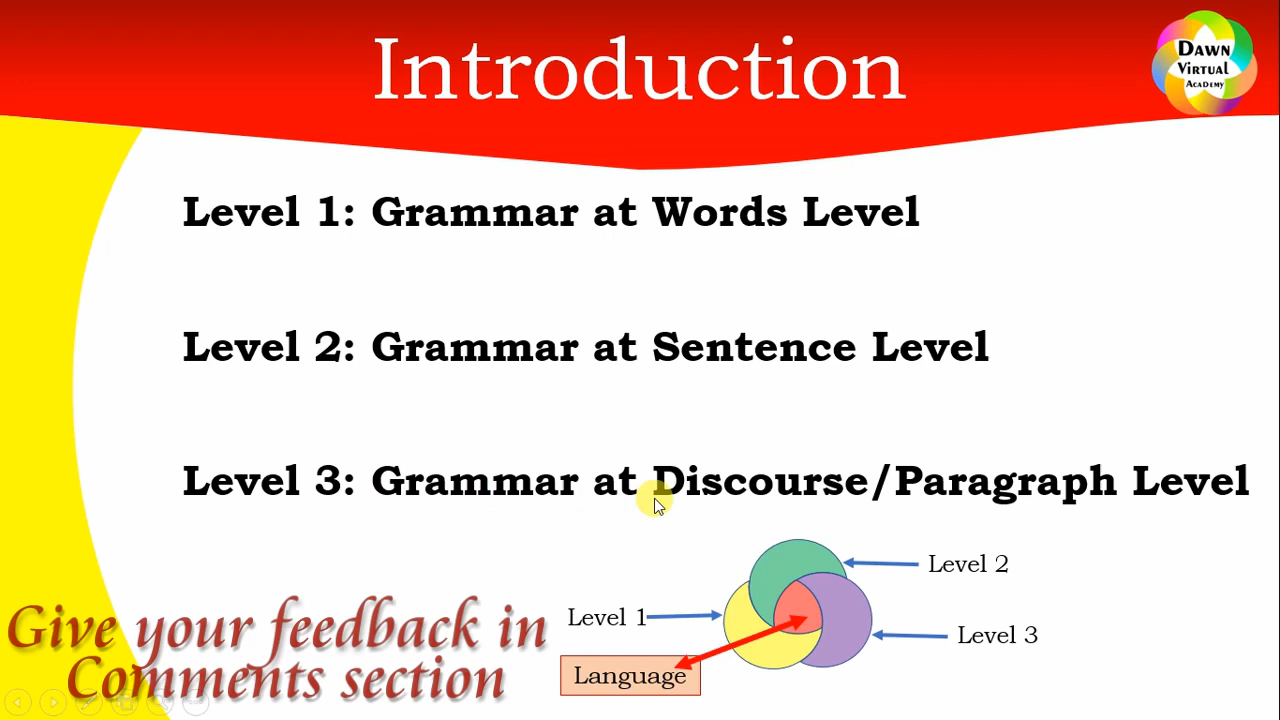 Introduction
DAWN
VIRTUAL
ACADEMY
Level 1: Grammar at Words Level
Level 2: Grammar at Sentence Level
Level 3: Grammar at Discourse/Paragraph Level
Level 2
Level 1
Level 3
Language
Give your feedback in
Comments section